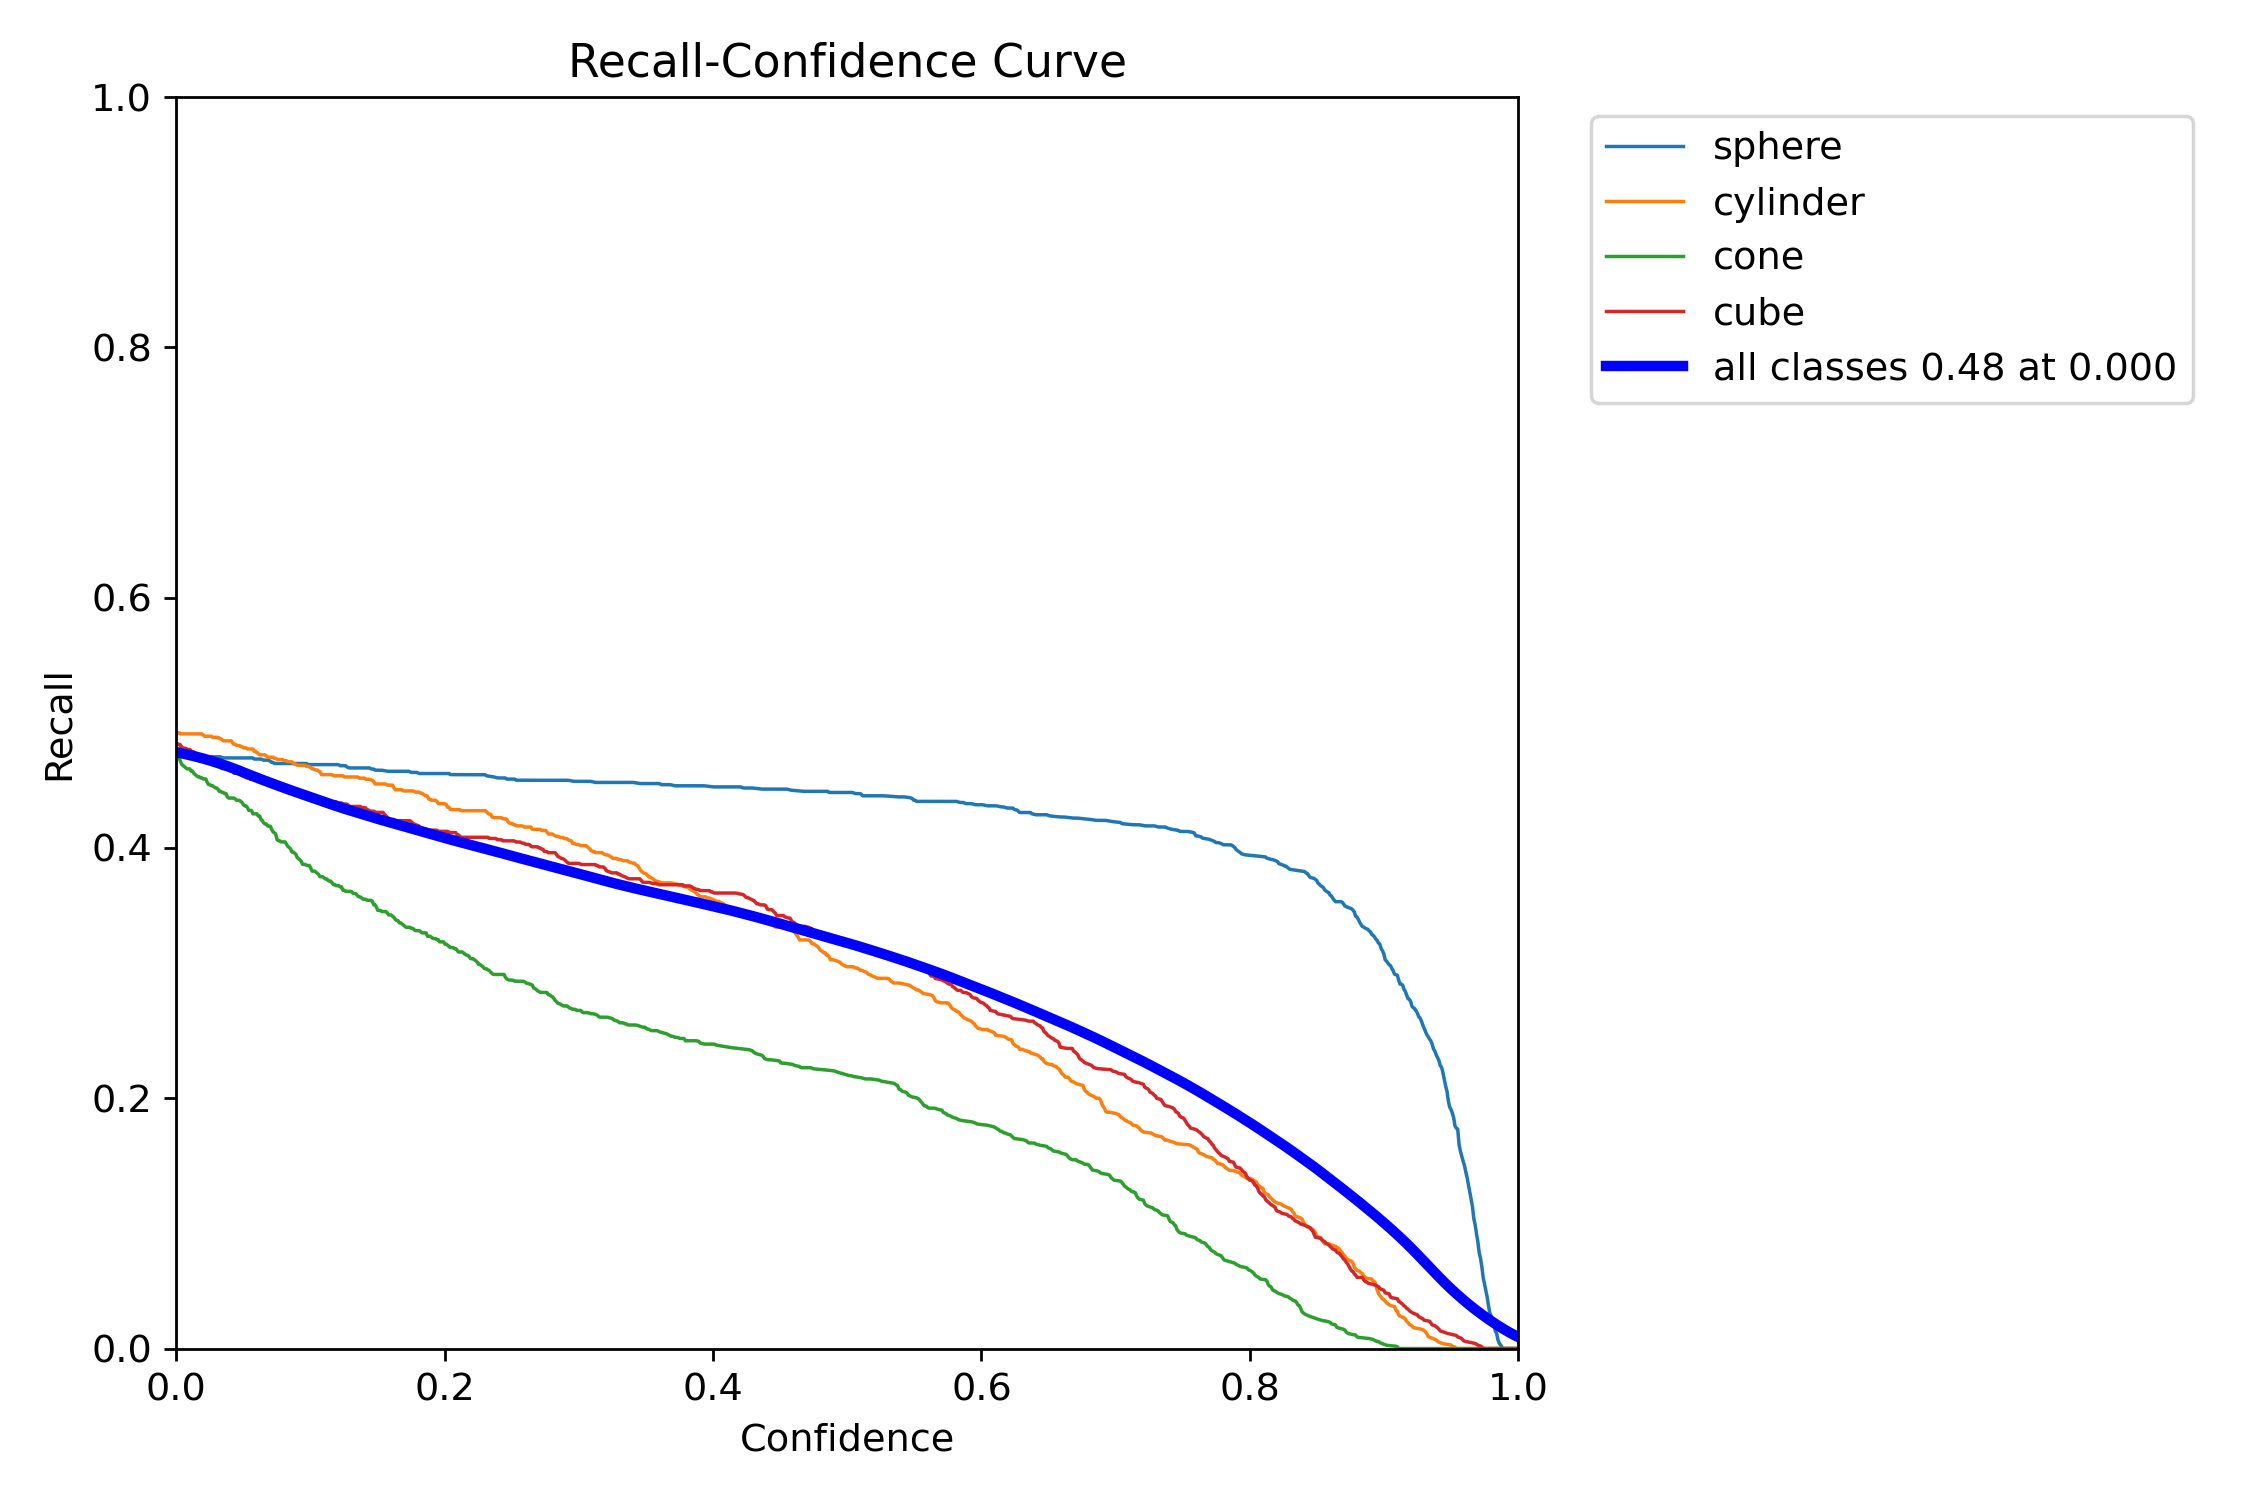 Recall-Confidence Curve
1.0
0.8
0.6
0.4
0.2
0.0
Recall
0.0 0.2 0.4 0.6 0.8 1.0
Confidence
sphere
cylinder
cone
cube
all classes 0.48 at 0.000